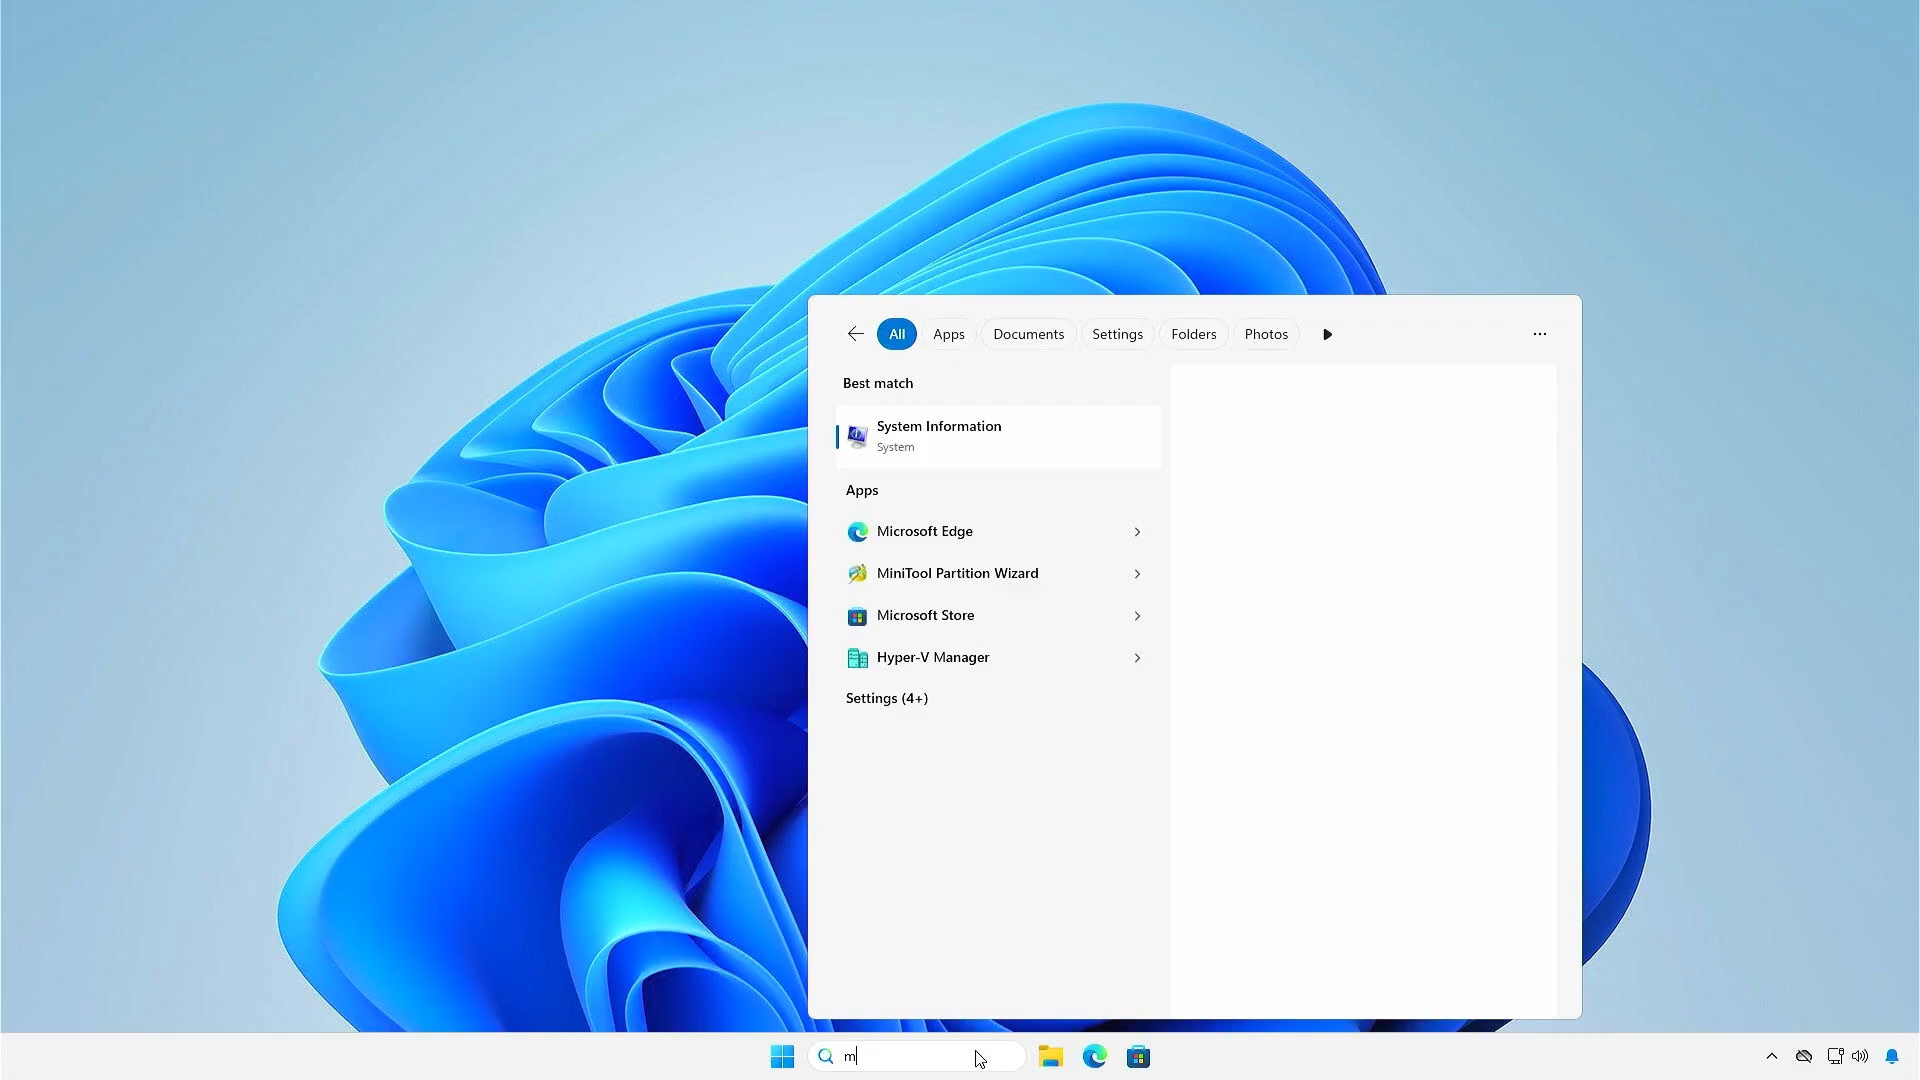 All Apps Documents Settings Folders Photos
Best match
System Information
System
Apps
Microsoft Edge
MiniTool Partition Wizard
Microsoft Store
Hyper-V Manager
Settings (4+)
m